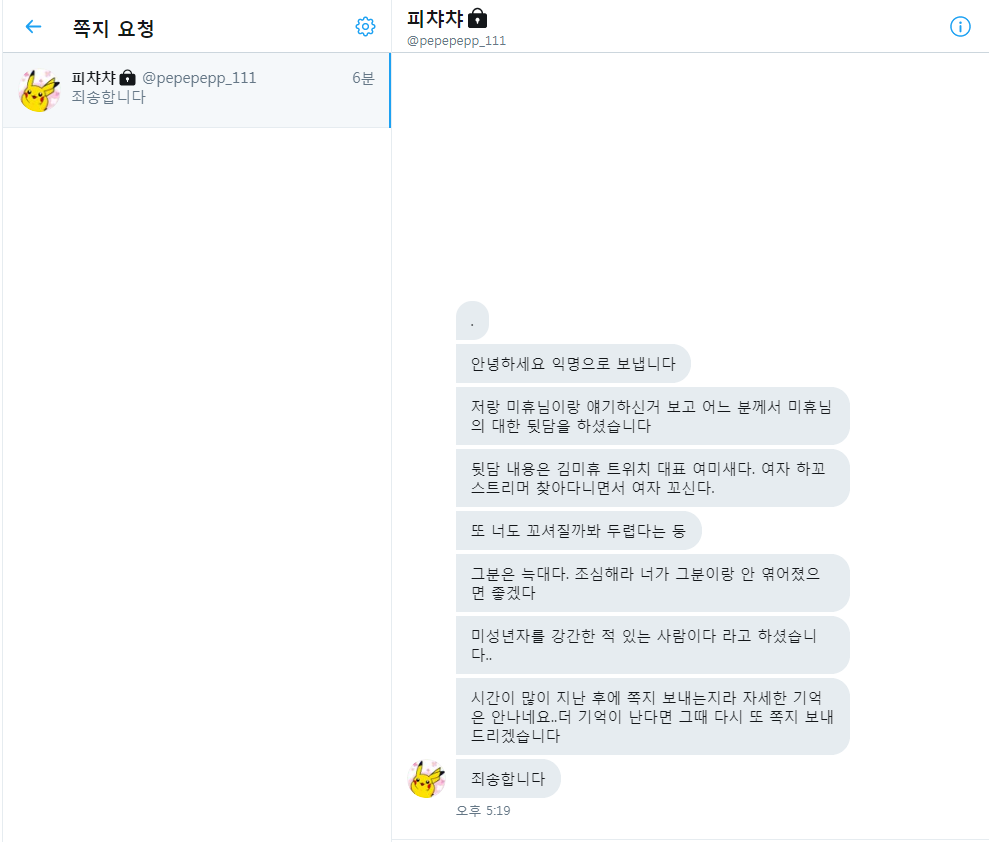 쪽지 요청
피챠챠 @pepepepp_111 6분
죄송합니다
피챠챠
@pepepepp_111
.
안녕하세요 익명으로 보냅니다
저랑 미휴님이랑 얘기하신거 보고 어느 분께서 미휴님
의 대한 뒷담을 하셨습니다
뒷담 내용은 김미휴 트위치 대표 여미새다. 여자 하꼬
스트리머 찾아다니면서 여자 꼬신다.
또 너도 꼬셔질까봐 두렵다는 둥
그분은 늑대다. 조심해라 너가 그분이랑 안 엮어졌으
면 좋겠다
미성년자를 강간한 적 있는 사람이다 라고 하셨습니
다..
시간이 많이 지난 후에 쪽지 보내는지라 자세한 기억
은 안나네요..더 기억이 난다면 그때 다시 또 쪽지 보내
드리겠습니다
죄송합니다
오후 5:19